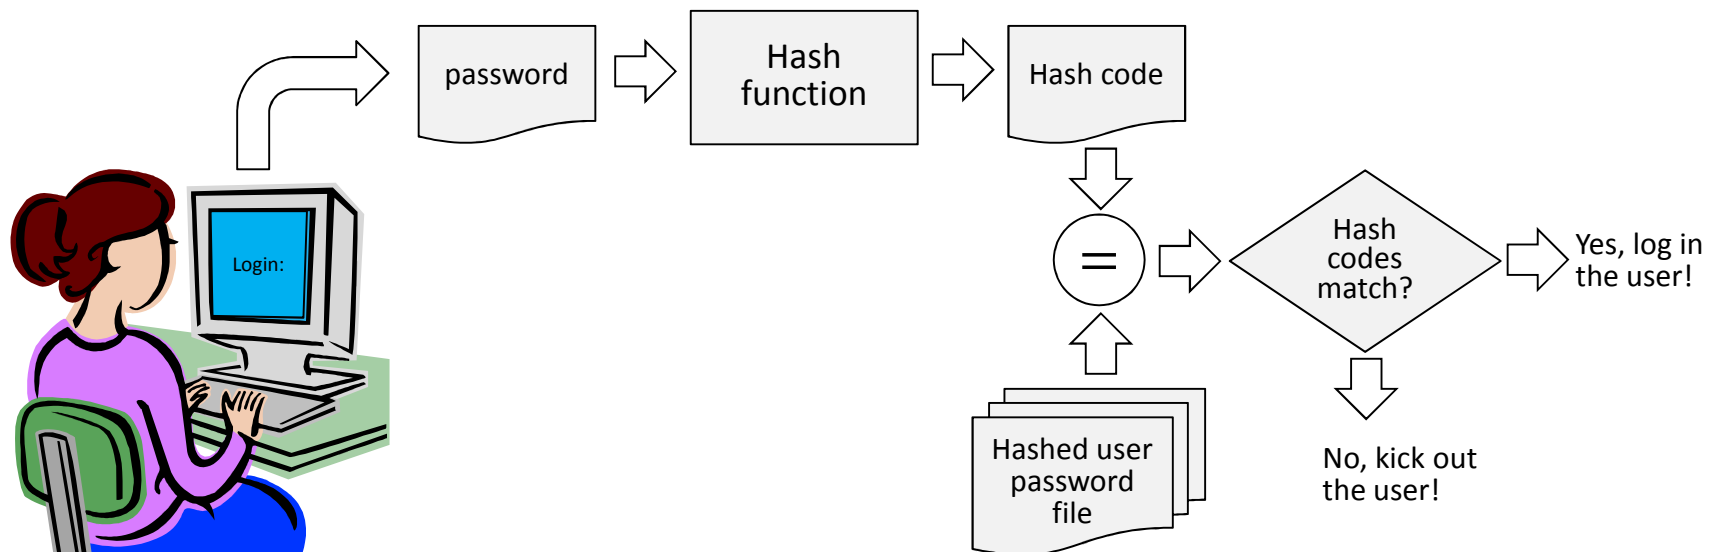 Login:
password
Hash
function
Hash code
=
Hash
codes
match?
Yes, log in
the user!
No, kick out
the user!
Hashed user
password
file